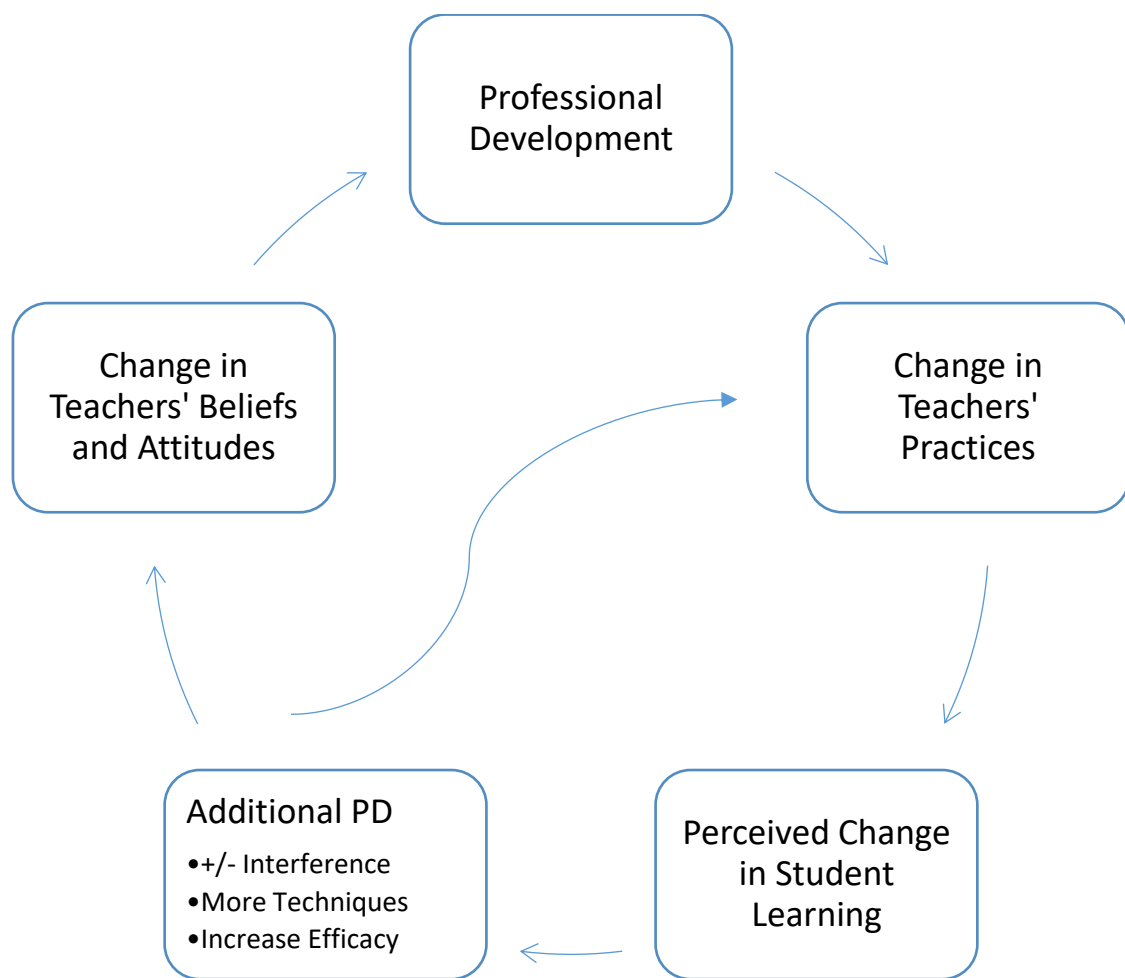 Professional
Development
Change in
Teachers' Beliefs
and Attitudes
Change in
Teachers'
Practices
Additional PD
•+/- Interference
•More Techniques
•Increase Efficacy
Perceived Change
in Student
Learning